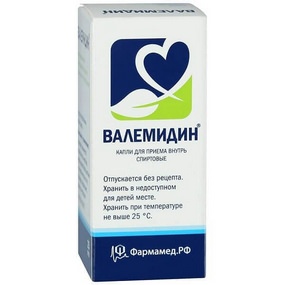 ВАЛЕМИДИН®
КАПЛИ ДЛЯ ПРИЕМА ВНУТРЬ
СПИРТОВЫЕ
Отпускается без рецепта.
Хранить в недоступном
для детей месте.
Хранить при температуре
не выше 25 °С.
Фармамед.РФ